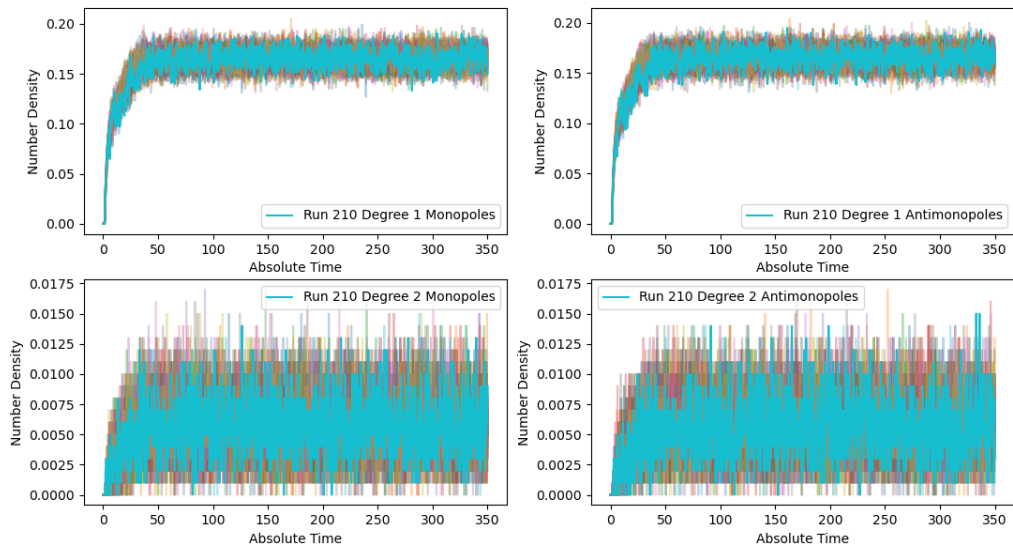 0.20
0.15
0.10
0.05
0.00
Number Density
Run 210 Degree 1 Monopoles
0 50 100 150 200 250 300 350
Absolute Time
0.20
0.15
0.10
0.05
0.00
Number Density
Run 210 Degree 1 Antimonopoles
0 50 100 150 200 250 300 350
Absolute Time
0.0175
0.0150
0.0125
0.0100
0.0075
0.0050
0.0025
0.0000
Number Density
Run 210 Degree 2 Monopoles
0 50 100 150 200 250 300 350
Absolute Time
0.0175
0.0150
0.0125
0.0100
0.0075
0.0050
0.0025
0.0000
Number Density
Run 210 Degree 2 Antimonopoles
0 50 100 150 200 250 300 350
Absolute Time